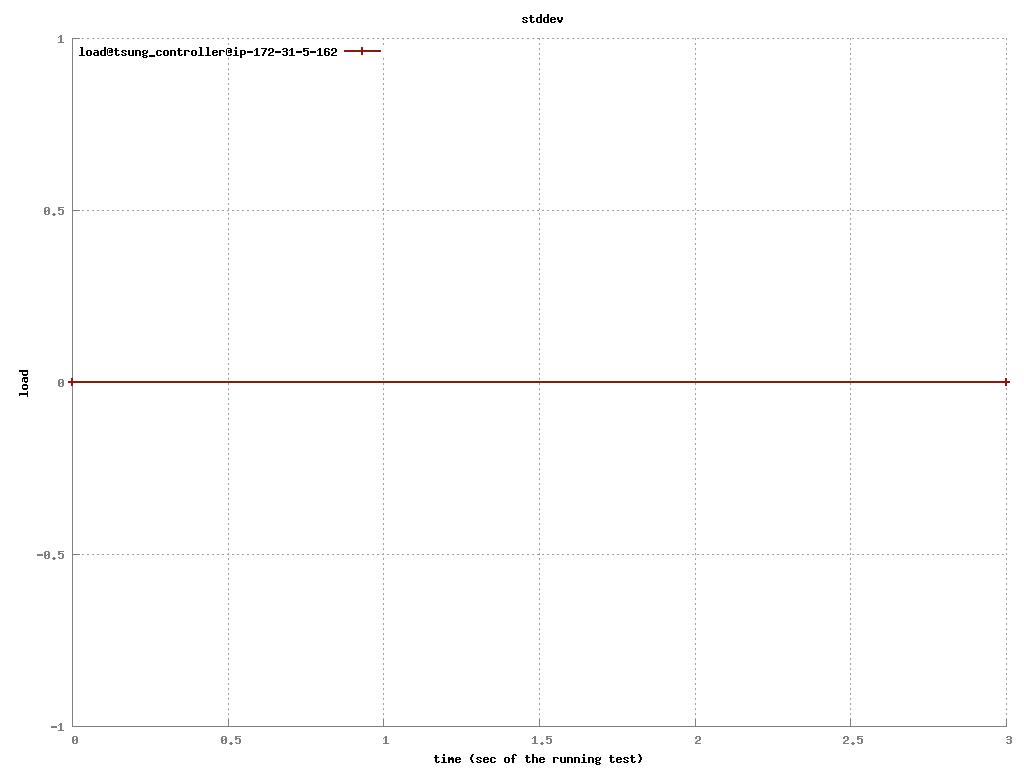 stddev
1
load@tsung_controller@ip-172-31-5-162
0.5
load
0
-0.5
-1
0 0.5 1 1.5 2 2.5 3
time (sec of the running test)